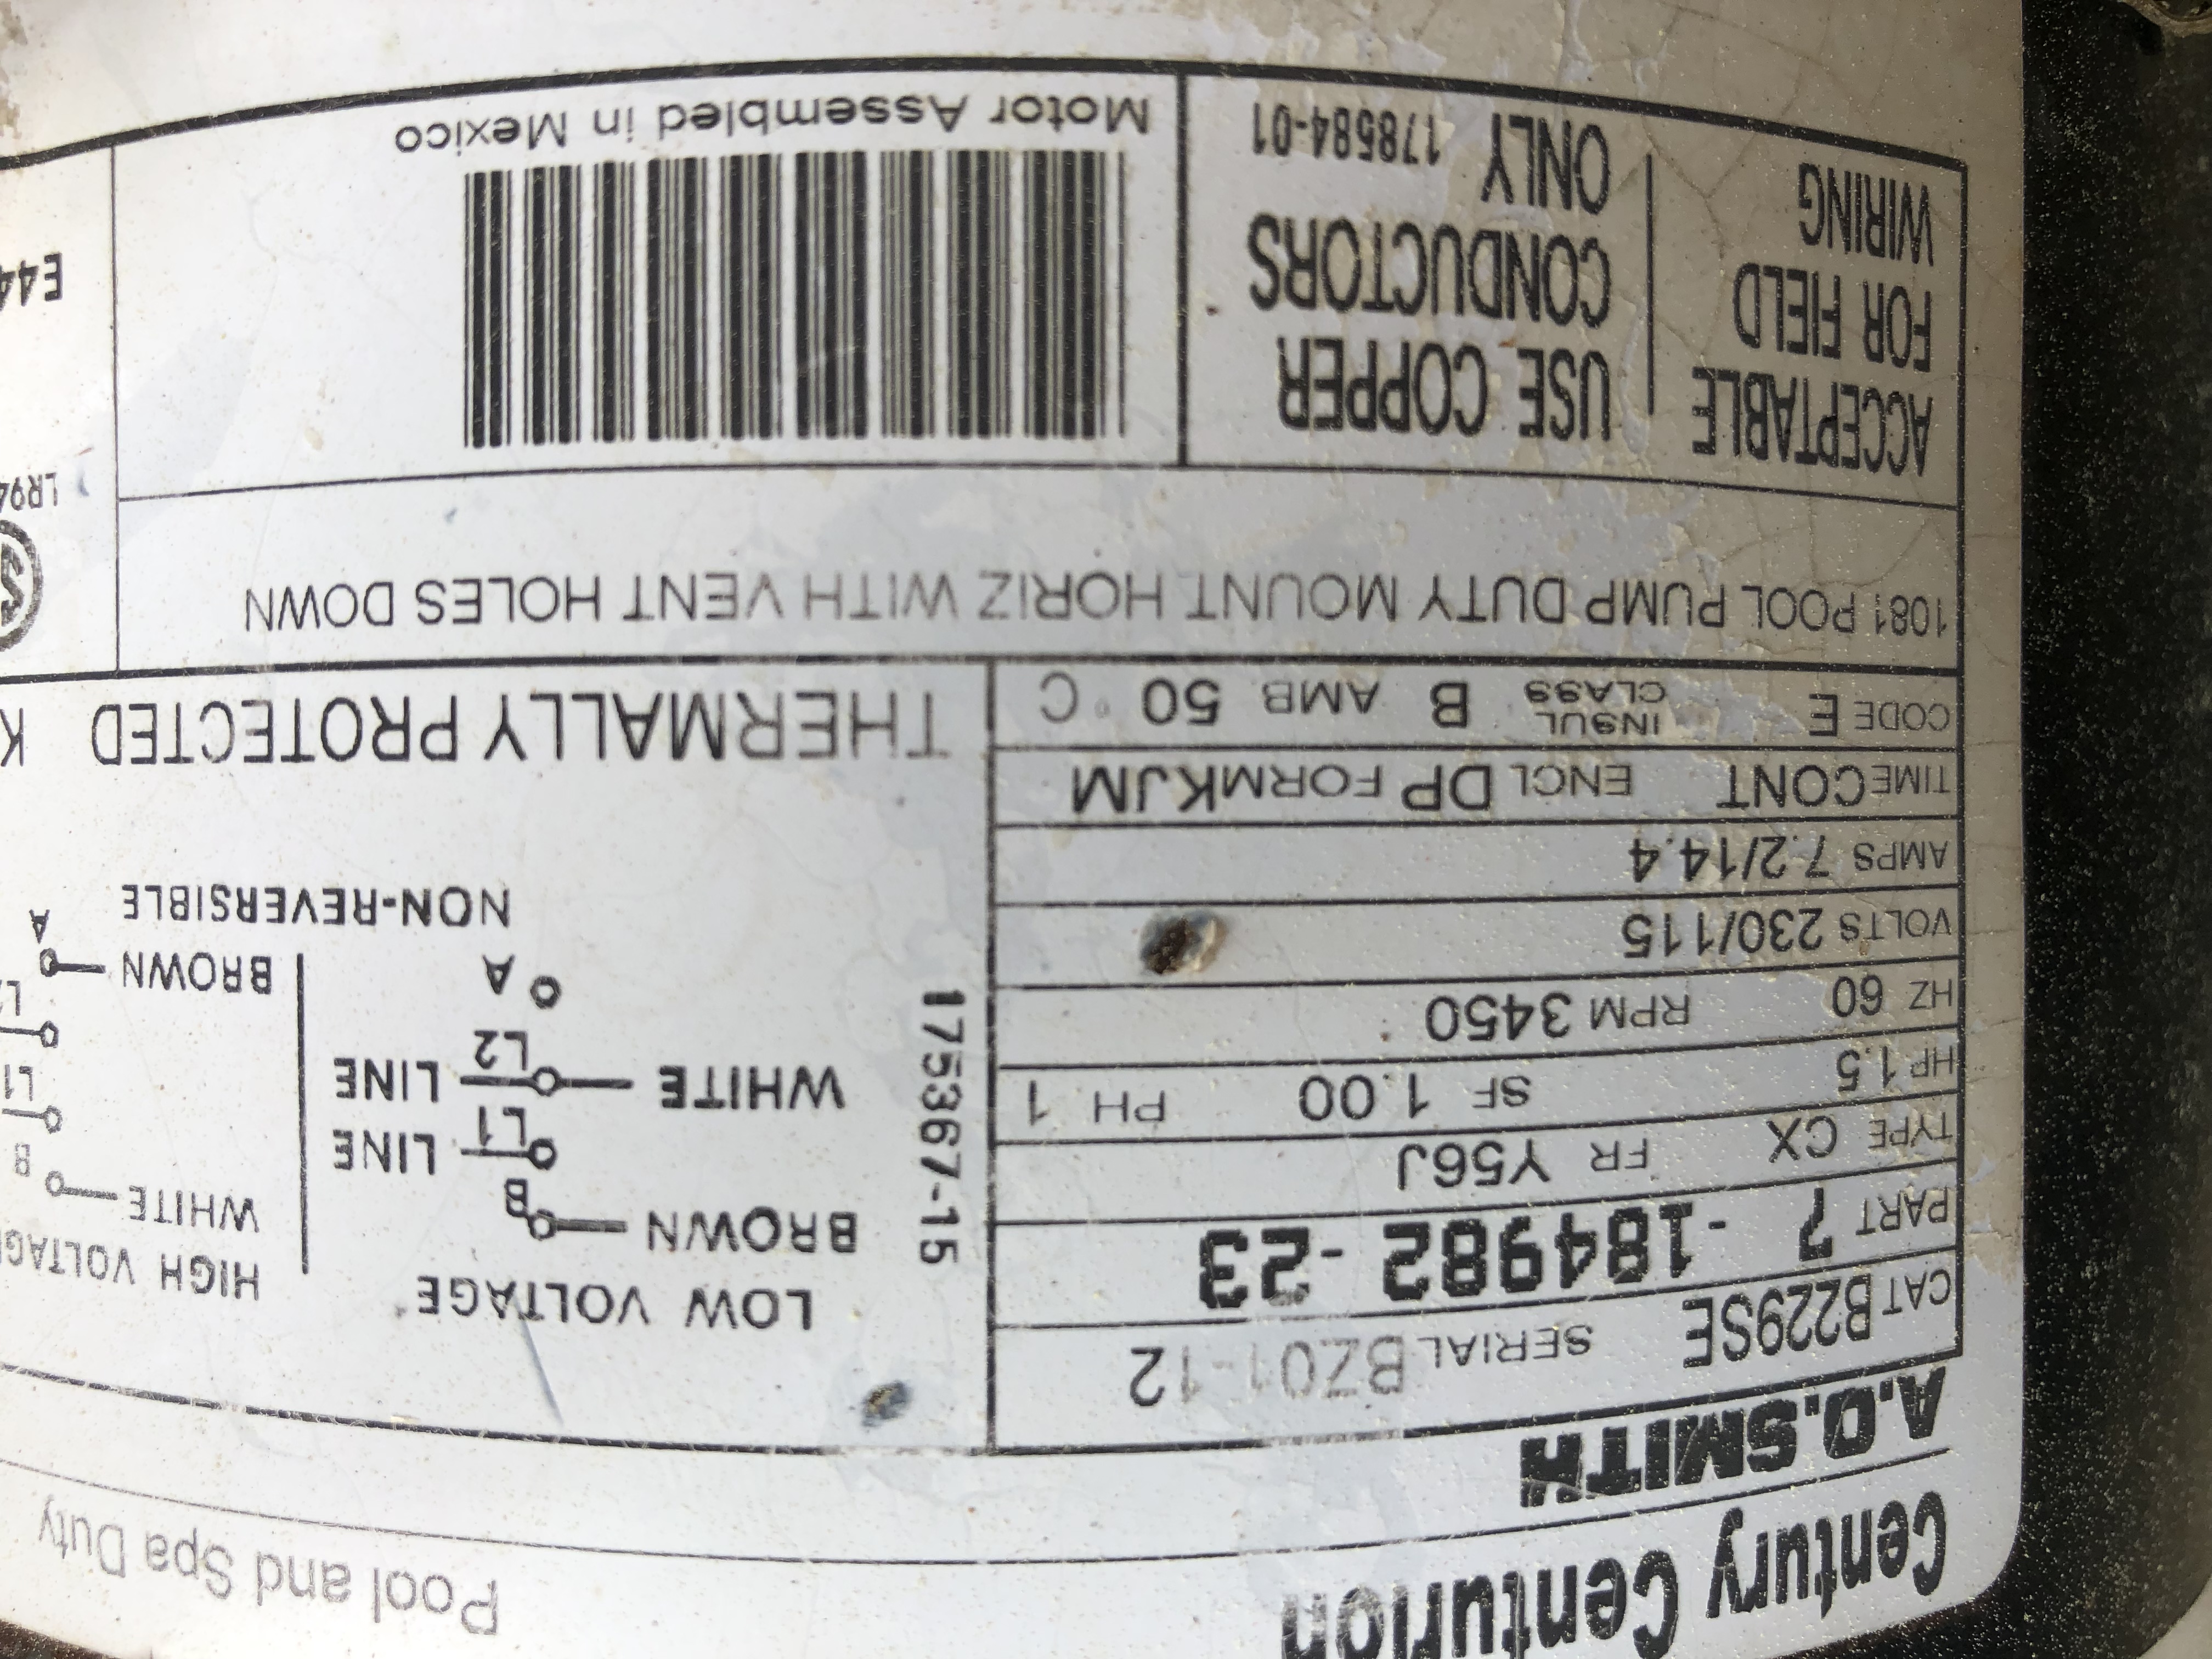 Century Centurion
Pool and Spa Duty
A.O.SMITH
CAT B229SE SERIAL BZ01-12
PART 7 -184982 -23
TYPE CX FR Y56J
HP 1.5 SF 1.00 PH 1
HZ 60 RPM 3450
VOLTS 230/115
AMPS 7.2/14.4
TIME CONT ENCL DP FORM KJM
CODE E INSUL CLASS B AMB 50 °C
175367-15
LOW VOLTAGE
BROWN B
L1 LINE
WHITE L2 LINE
A
NON-REVERSIBLE
HIGH VOLTAG
WHITE B
L1
L
BROWN A
THERMALLY PROTECTED K
1081 POOL PUMP DUTY MOUNT HORIZ WITH VENT HOLES DOWN
LR94
E44
ACCEPTABLE
FOR FIELD
WIRING
USE COPPER
CONDUCTORS
ONLY 178584-01
Motor Assembled in Mexico